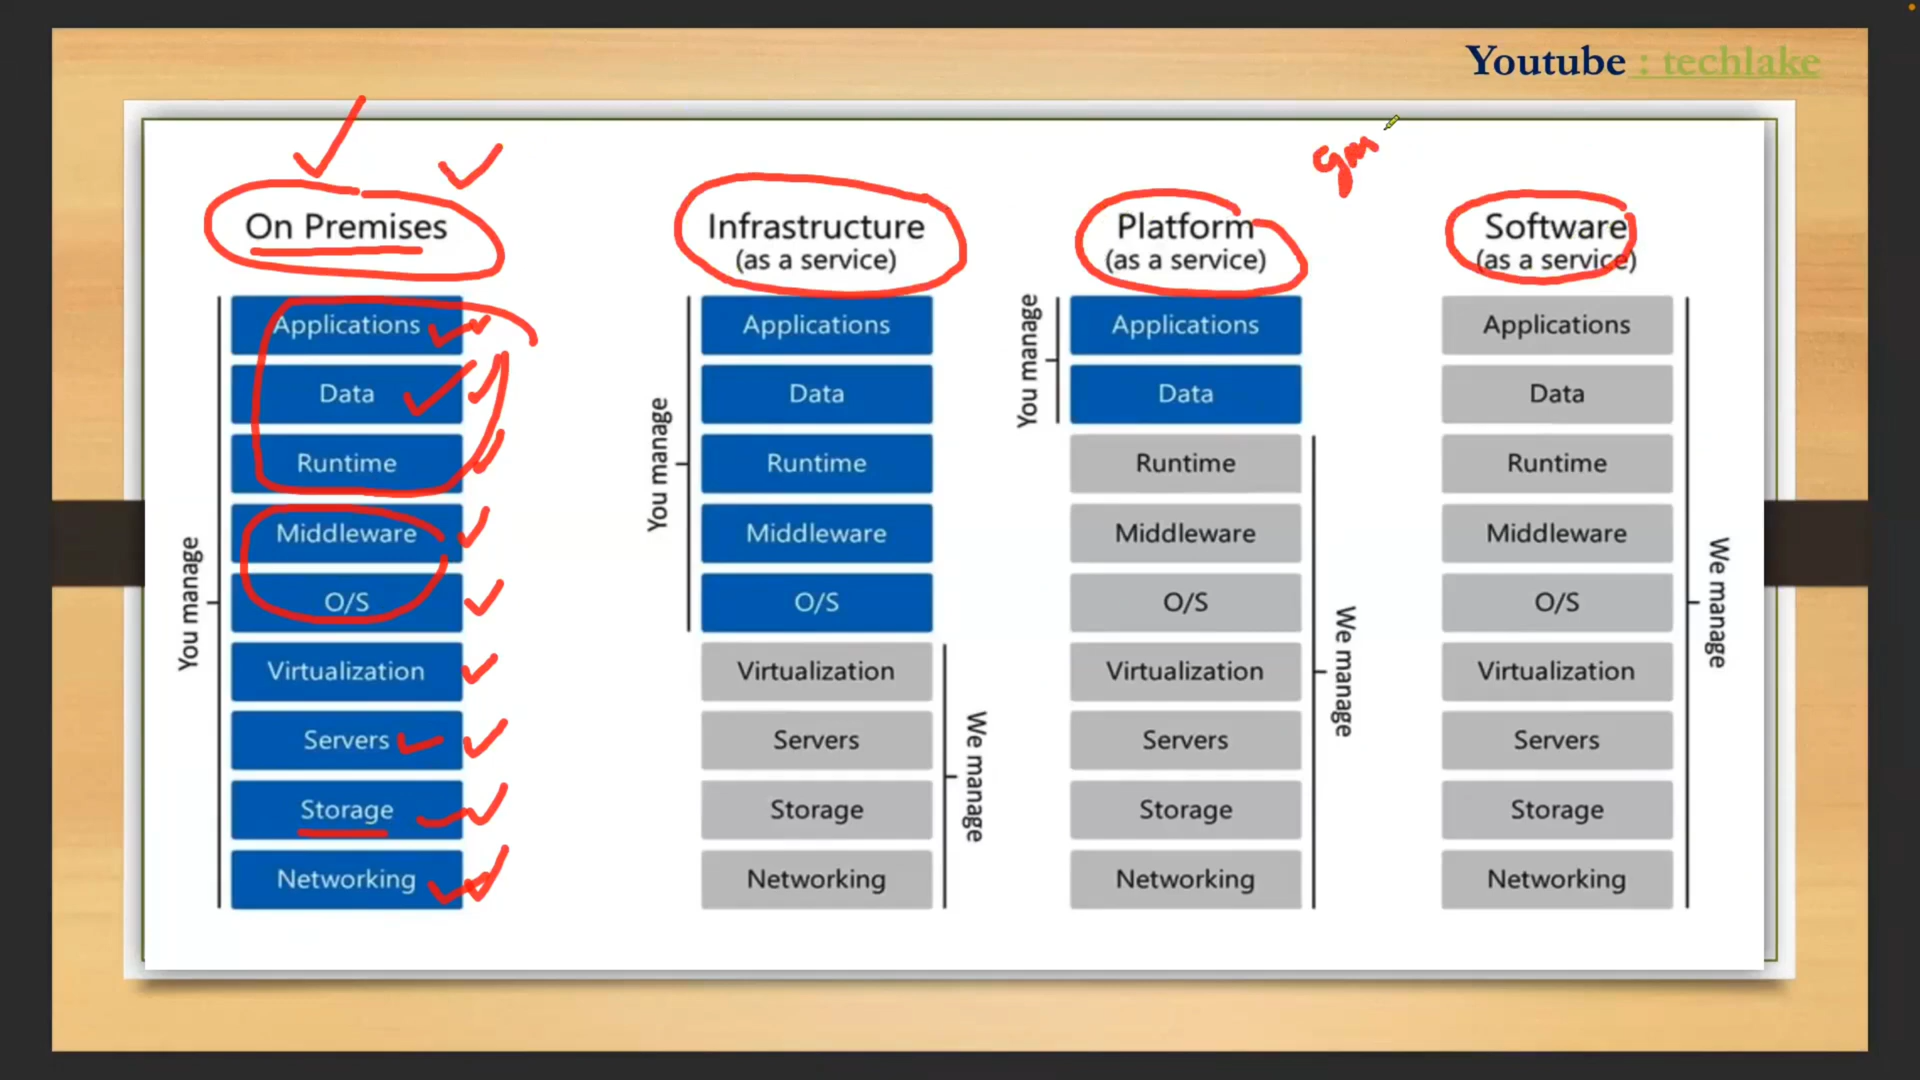 Youtube : techlake
gm
On Premises
Applications
Data
Runtime
Middleware
O/S
Virtualization
Servers
Storage
Networking
You manage
Infrastructure
(as a service)
Applications
Data
Runtime
Middleware
O/S
Virtualization
Servers
Storage
Networking
You manage
We manage
Platform
(as a service)
Applications
Data
Runtime
Middleware
O/S
Virtualization
Servers
Storage
Networking
You manage
We manage
Software
(as a service)
Applications
Data
Runtime
Middleware
O/S
Virtualization
Servers
Storage
Networking
We manage